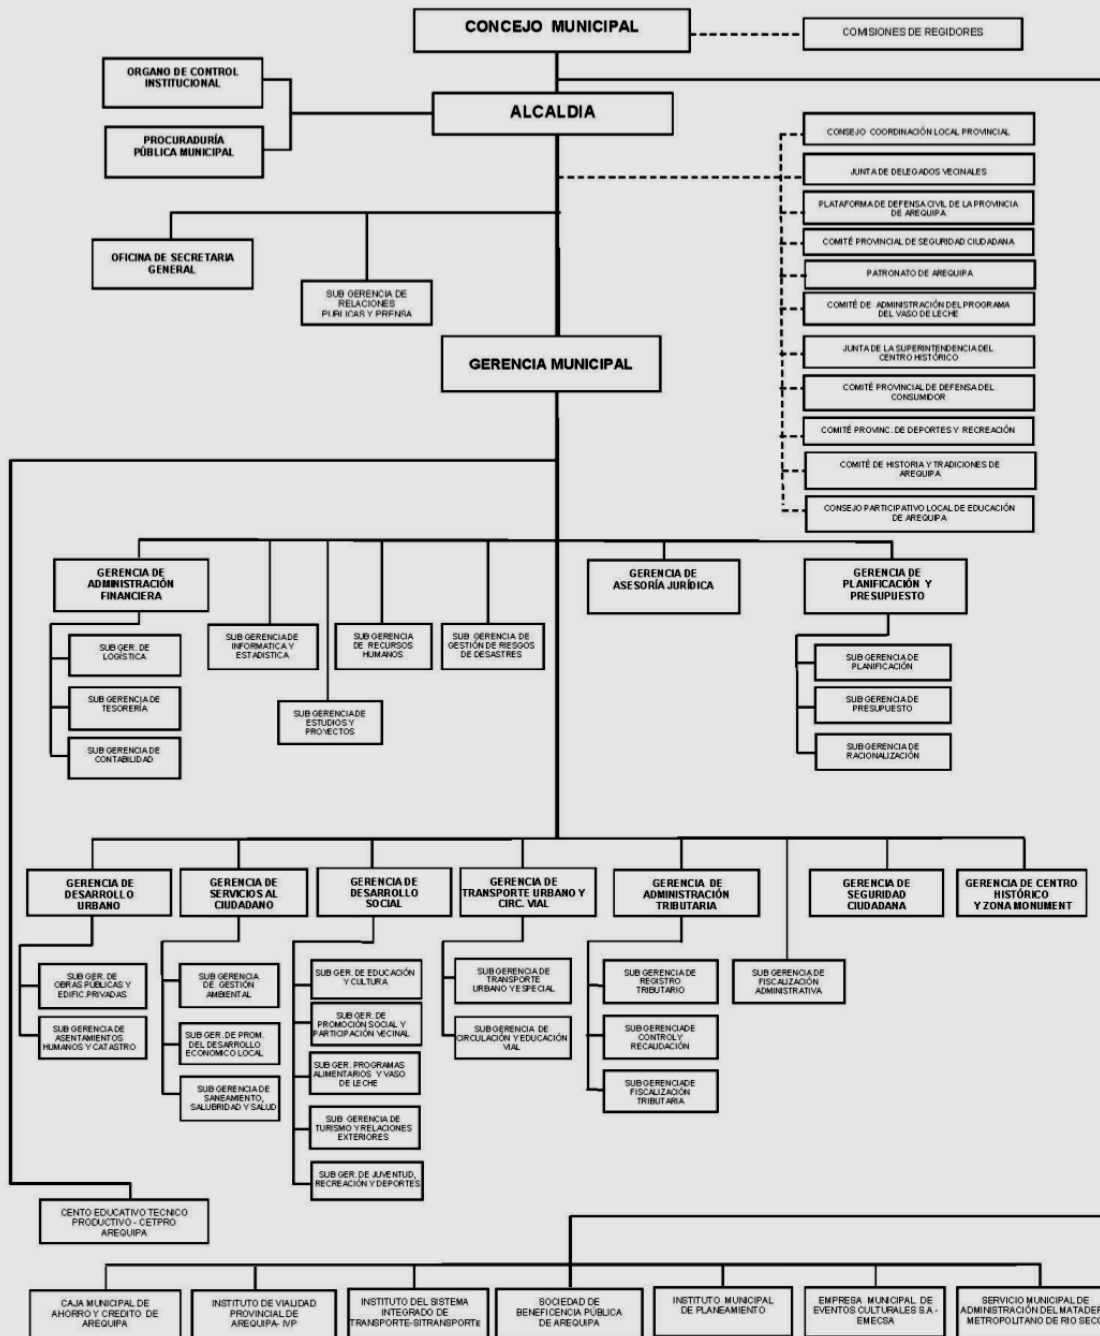 CONCEJO MUNICIPAL
COMISIONES DE REGIDORES
ORGANO DE CONTROL
INSTITUCIONAL
ALCALDIA
PROCURADURÍA
PÚBLICA MUNICIPAL
CONSEJO COORDINACIÓN LOCAL PROVINCIAL
JUNTA DE DELEGADOS VECINALES
PLATAFORMA DE DEFENSA CIVIL DE LA PROVINCIA
DE AREQUIPA
COMITÉ PROVINCIAL DE SEGURIDAD CIUDADANA
PATRONATO DE AREQUIPA
COMITÉ DE ADMINISTRACIÓN DEL PROGRAMA
DEL VASO DE LECHE
JUNTA DE LA SUPERINTENDENCIA DEL
CENTRO HISTÓRICO
COMITÉ PROVINCIAL DE DEFENSA DEL
CONSUMIDOR
COMITÉ PROVINC. DE DEPORTES Y RECREACIÓN
COMITÉ DE HISTORIA Y TRADICIONES DE
AREQUIPA
CONSEJO PARTICIPATIVO LOCAL DE EDUCACIÓN
DE AREQUIPA
OFICINA DE SECRETARIA
GENERAL
SUB GERENCIA DE
RELACIONES
PUBLICAS Y PRENSA
GERENCIA MUNICIPAL
GERENCIA DE
ADMINISTRACIÓN
FINANCIERA
SUB GER. DE
LOGÍSTICA
SUB GERENCIA DE
TESORERÍA
SUB GERENCIA DE
CONTABILIDAD
SUB GERENCIA DE
INFORMATICA Y
ESTADISTICA
SUB GERENCIA DE
ESTUDIOS Y
PROYECTOS
SUB GERENCIA
DE RECURSOS
HUMANOS
SUB GERENCIA DE
GESTIÓN DE RIESGOS
DE DESASTRES
GERENCIA DE
ASESORÍA JURÍDICA
GERENCIA DE
PLANIFICACIÓN Y
PRESUPUESTO
SUB GERENCIA DE
PLANIFICACIÓN
SUB GERENCIA DE
PRESUPUESTO
SUB GERENCIA DE
RACIONALIZACIÓN
GERENCIA DE
DESARROLLO
URBANO
SUB GER. DE
OBRAS PÚBLICAS Y
EDIFIC.PRIVADAS
SUB GERENCIA DE
ASENTAMIENTOS
HUMANOS Y CATASTRO
GERENCIA DE
SERVICIOS AL
CIUDADANO
SUB GERENCIA
DE GESTIÓN
AMBIENTAL
SUB GER. DE PROM.
DEL DESARROLLO
ECONOMICO LOCAL
SUB GERENCIA DE
SANEAMIENTO,
SALUBRIDAD Y SALUD
GERENCIA DE
DESARROLLO
SOCIAL
SUB GER. DE EDUCACIÓN
Y CULTURA
SUB GER. DE
PROMOCIÓN SOCIAL Y
PARTICIPACIÓN VECINAL
SUB GER. PROGRAMAS
ALIMENTARIOS Y VASO
DE LECHE
SUB GERENCIA DE
TURISMO Y RELACIONES
EXTERIORES
SUB GER. DE JUVENTUD,
RECREACIÓN Y DEPORTES
GERENCIA DE
TRANSPORTE URBANO Y
CIRC. VIAL
SUB GERENCIA DE
TRANSPORTE
URBANO Y ESPECIAL
SUB GERENCIA DE
CIRCULACIÓN Y EDUCACIÓN
VIAL
GERENCIA DE
ADMINISTRACIÓN
TRIBUTARIA
SUB GERENCIA DE
REGISTRO
TRIBUTARIO
SUB GERENCIA DE
CONTROL Y
RECAUDACIÓN
SUB GERENCIA DE
FISCALIZACIÓN
TRIBUTARIA
SUB GERENCIA DE
FISCALIZACIÓN
ADMINISTRATIVA
GERENCIA DE
SEGURIDAD
CIUDADANA
GERENCIA DE CENTRO
HISTÓRICO
Y ZONA MONUMENT
CENTO EDUCATIVO TECNICO
PRODUCTIVO - CETPRO
AREQUIPA
CAJA MUNICIPAL DE
AHORRO Y CREDITO DE
AREQUIPA
INSTITUTO DE VIALIDAD
PROVINCIAL DE
AREQUIPA- IVP
INSTITUTO DEL SISTEMA
INTEGRADO DE
TRANSPORTE-SITRANSPORTE
SOCIEDAD DE
BENEFICENCIA PÚBLICA
DE AREQUIPA
INSTITUTO MUNICIPAL
DE PLANEAMIENTO
EMPRESA MUNICIPAL DE
EVENTOS CULTURALES S.A -
EMECSA
SERVICIO MUNICIPAL DE
ADMINISTRACIÓN DEL MATADER
METROPOLITANO DE RIO SECO